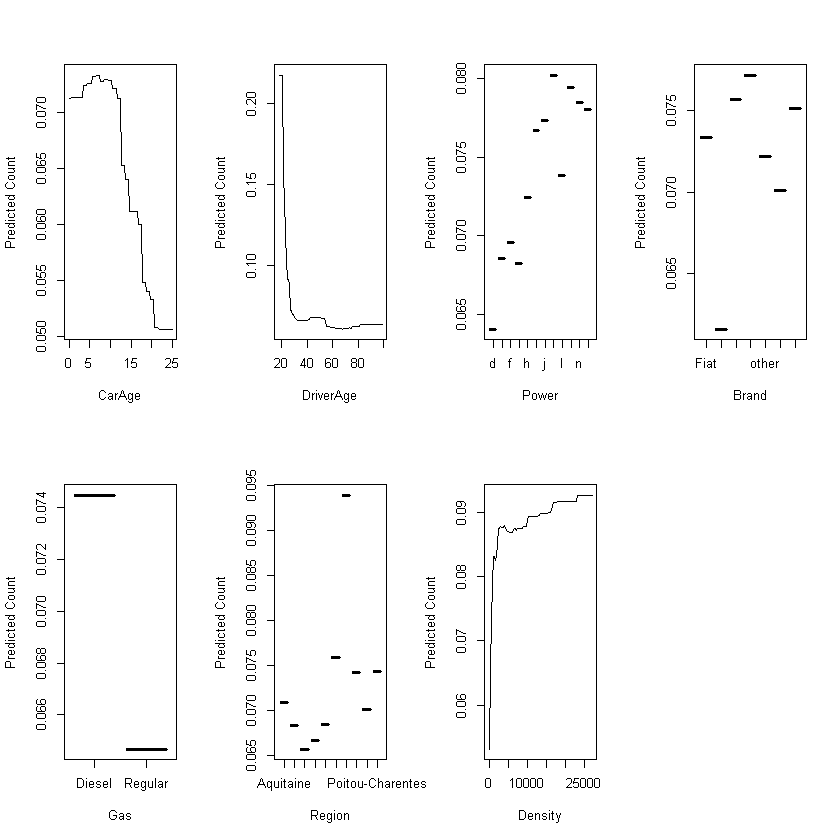 Predicted Count
0.050 0.055 0.060 0.065 0.070
0 5 15 25
CarAge
Predicted Count
0.10 0.15 0.20
20 40 60 80
DriverAge
Predicted Count
0.065 0.070 0.075 0.080
d f h j l n
Power
Predicted Count
0.065 0.070 0.075
Fiat other
Brand
Predicted Count
0.066 0.068 0.070 0.072 0.074
Diesel Regular
Gas
Predicted Count
0.065 0.070 0.075 0.080 0.085 0.090 0.095
Aquitaine Poitou-Charentes
Region
Predicted Count
0.06 0.07 0.08 0.09
0 10000 25000
Density